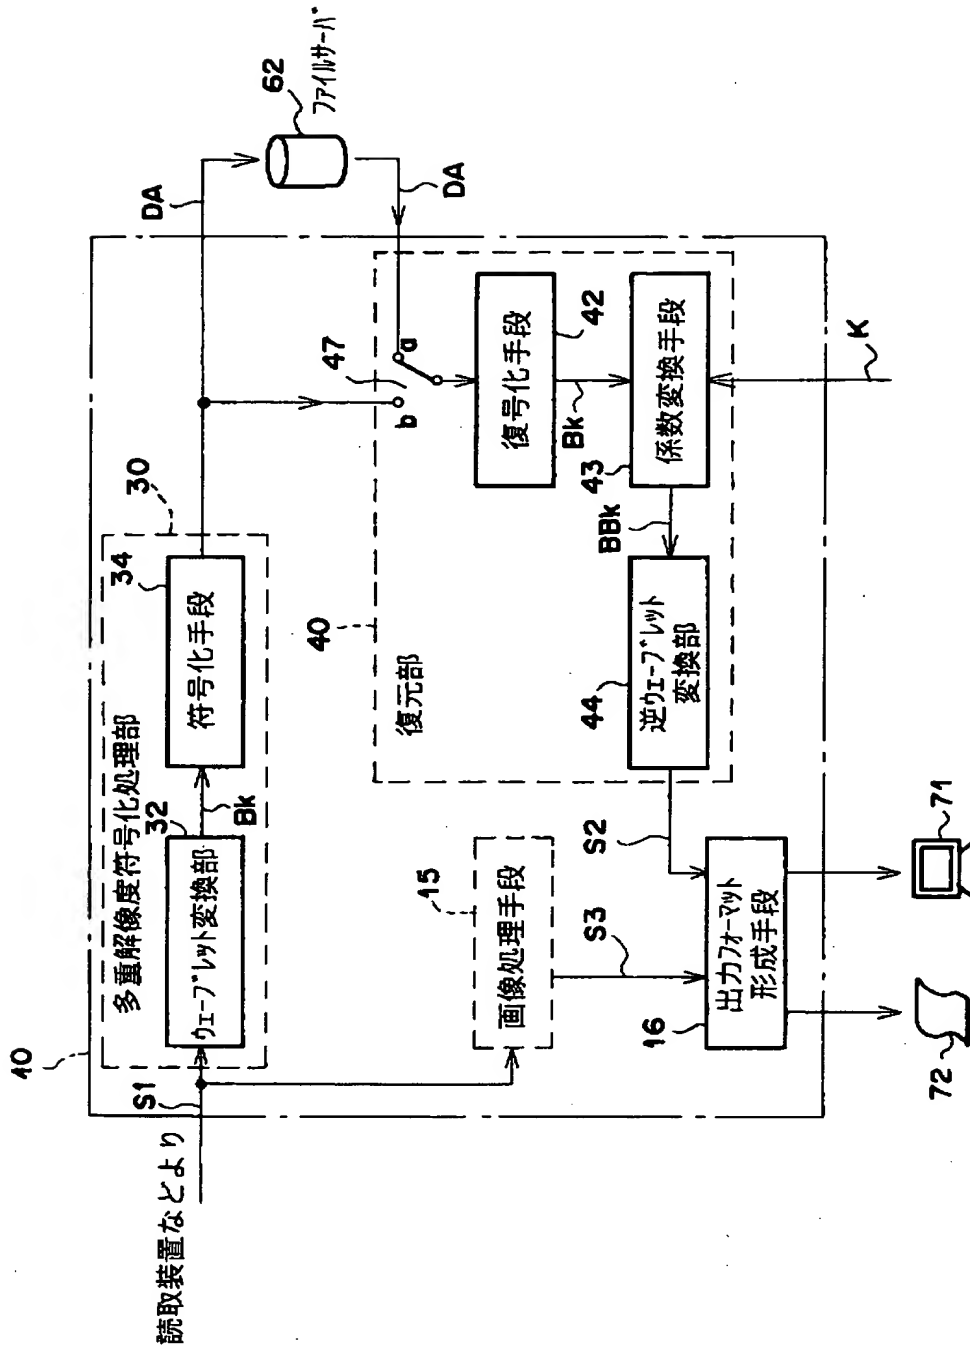 読取装置などより
S1
10
多重解像度符号化処理部
30
ウェーブレット変換部
32
Bk
符号化手段
34
DA
62
ファイルサーバ
DA
47
a
b
復元部
40
復号化手段
42
Bk
係数変換手段
43
K
BBk
逆ウェーブレット
変換部
44
S2
画像処理手段
15
S3
出力フォーマット
形成手段
16
71
72